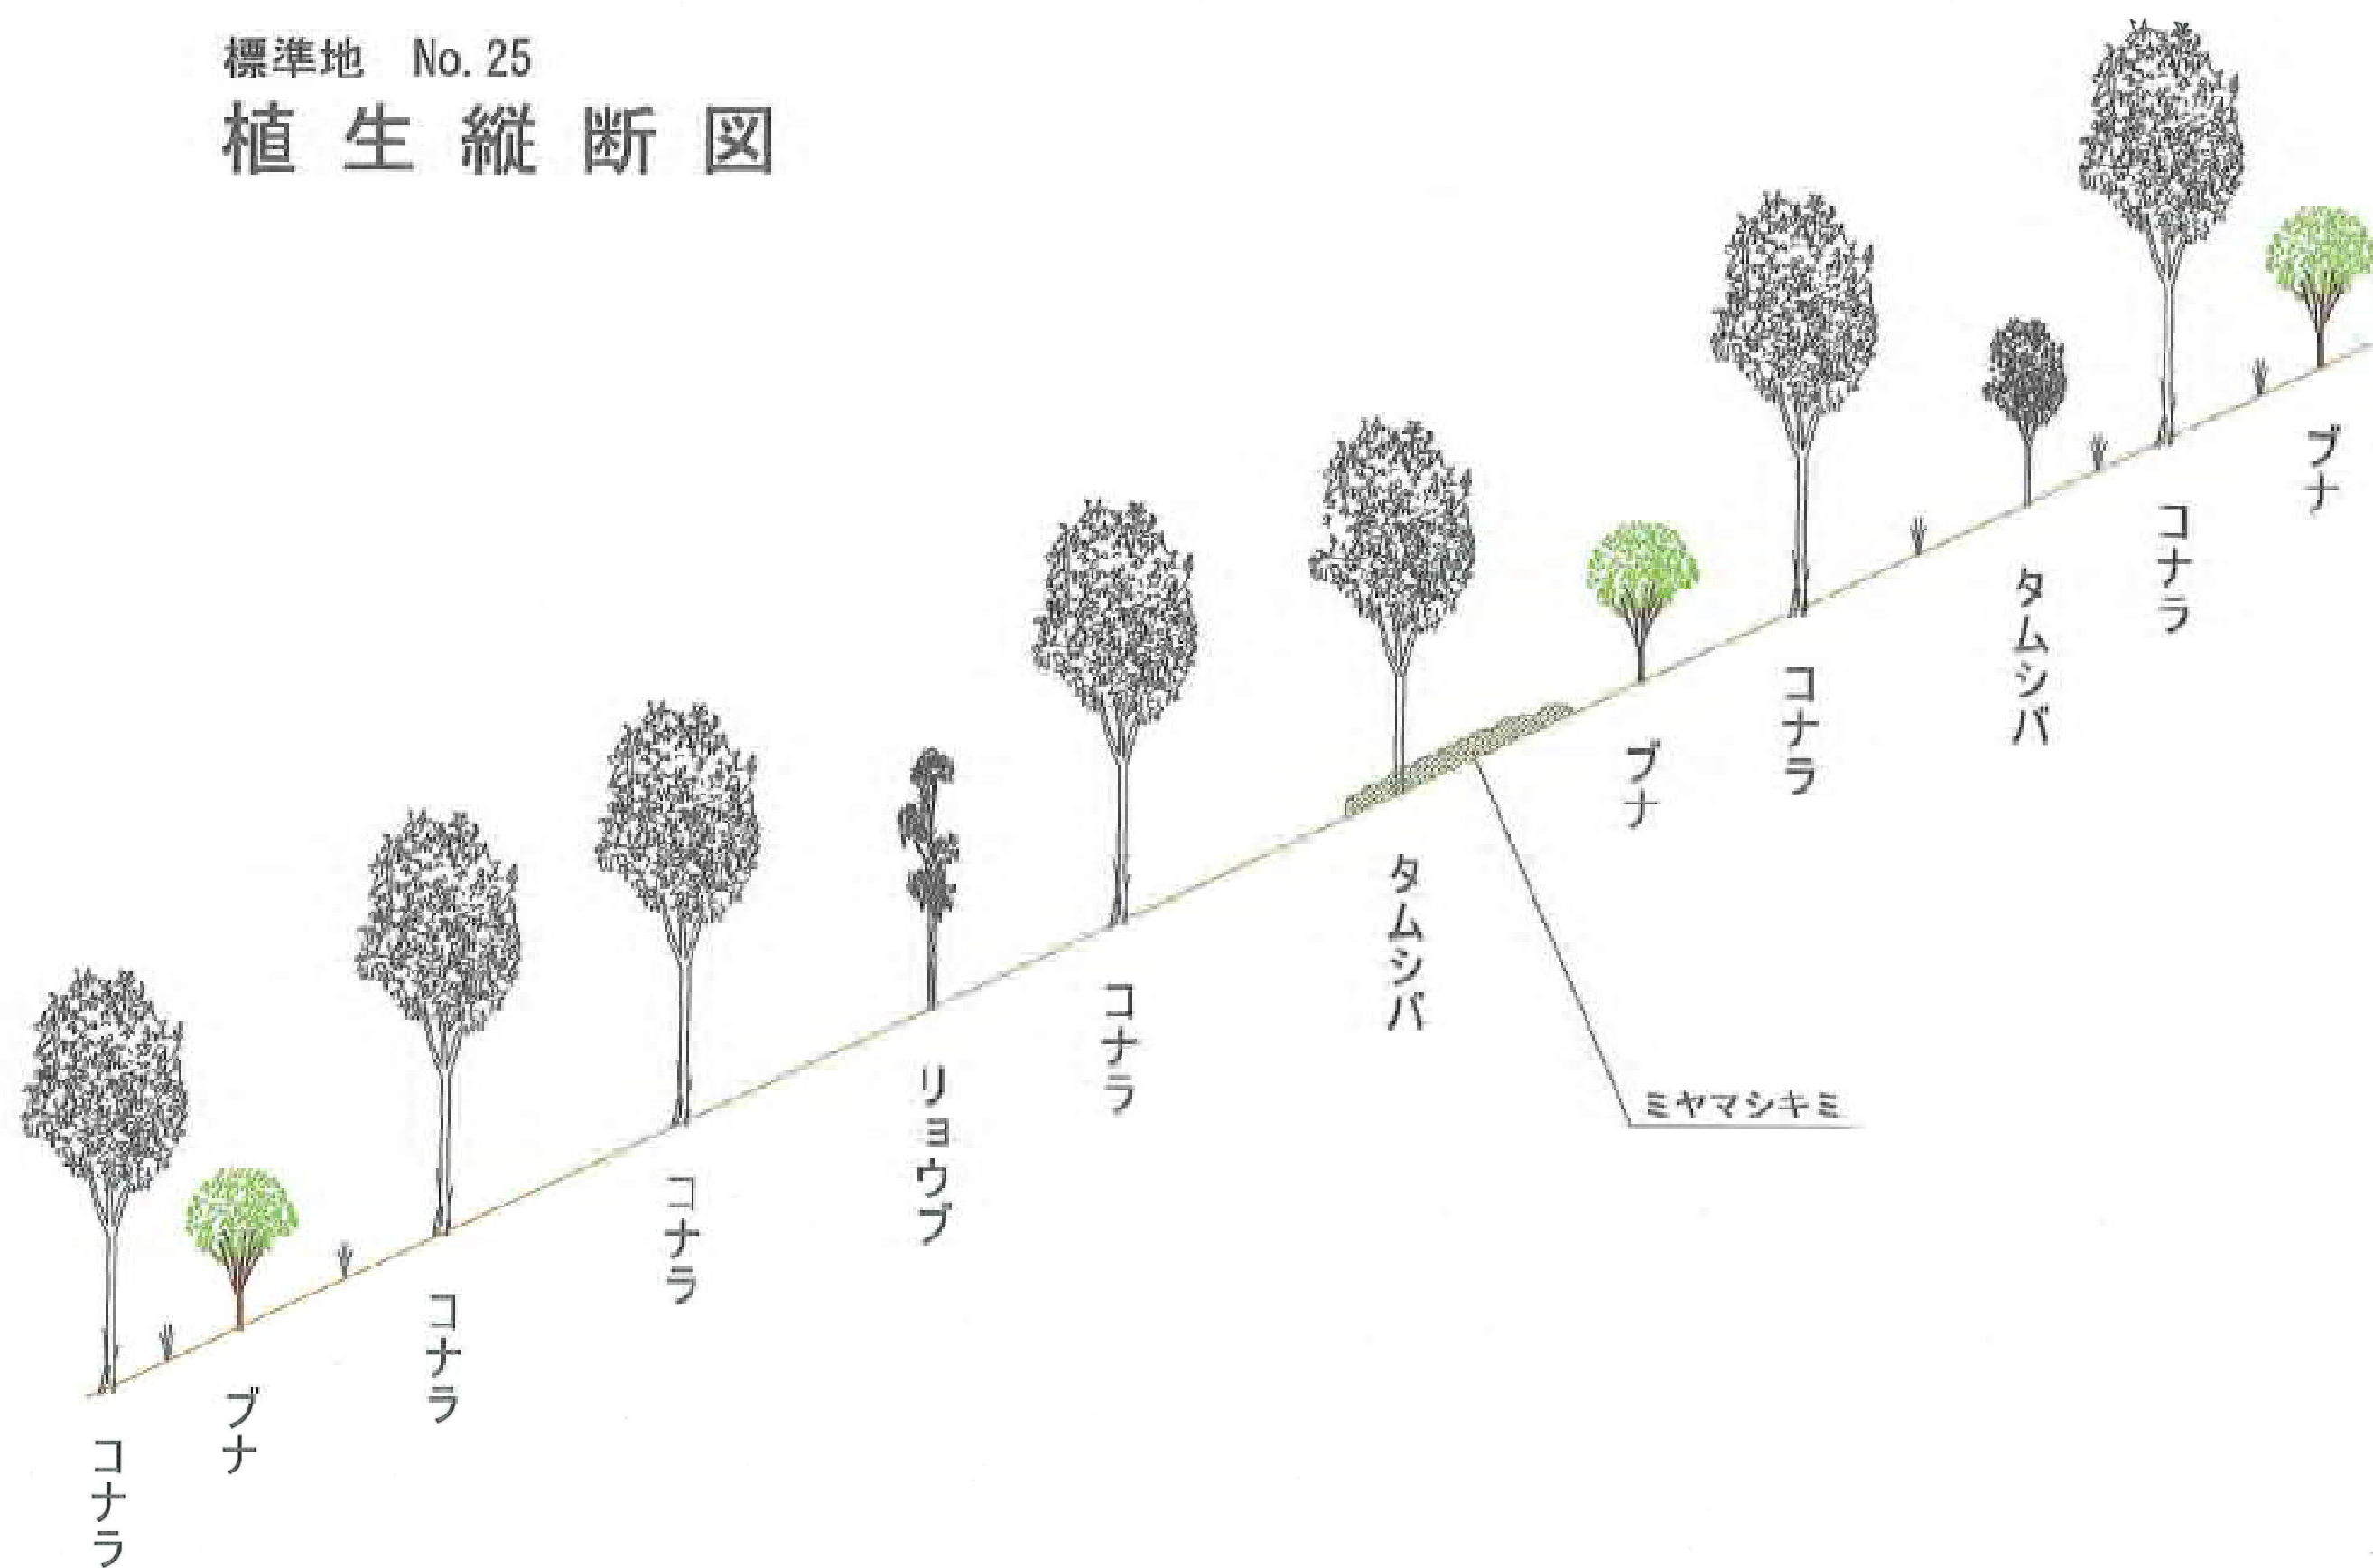 標準地 No.25
植生縦断図
コナラ
ブナ
コナラ
コナラ
リョウブ
コナラ
タムシバ
ミヤマシキミ
ブナ
コナラ
タムシバ
コナラ
ブナ